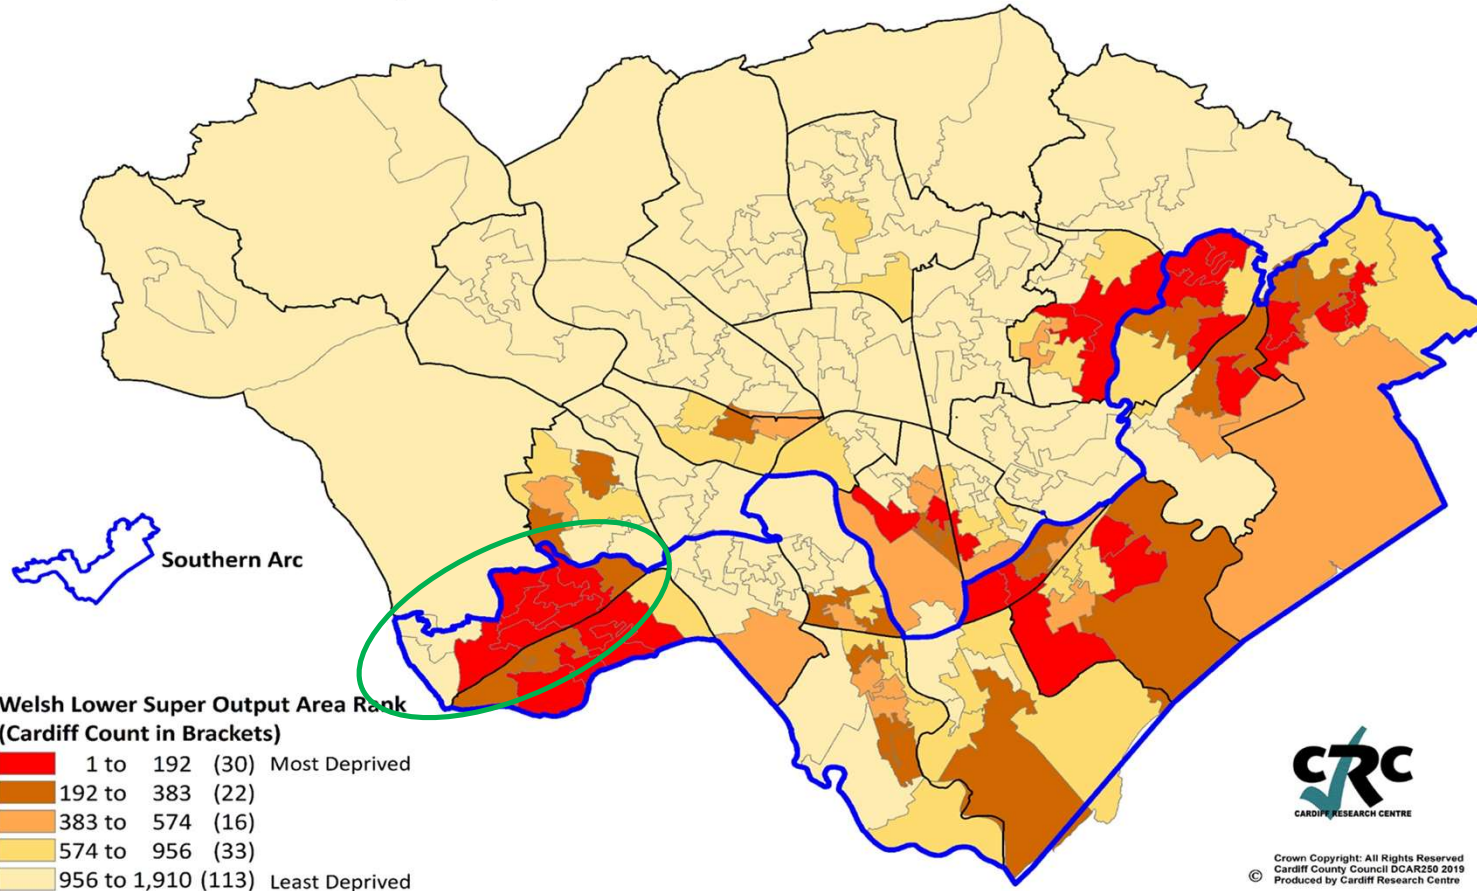 Southern Arc
Welsh Lower Super Output Area Rank
(Cardiff Count in Brackets)
1 to 192 (30) Most Deprived
192 to 383 (22)
383 to 574 (16)
574 to 956 (33)
956 to 1,910 (113) Least Deprived
CRC
CARDIFF RESEARCH CENTRE
Crown Copyright: All Rights Reserved
Cardiff County Council DCAR250 2019
© Produced by Cardiff Research Centre